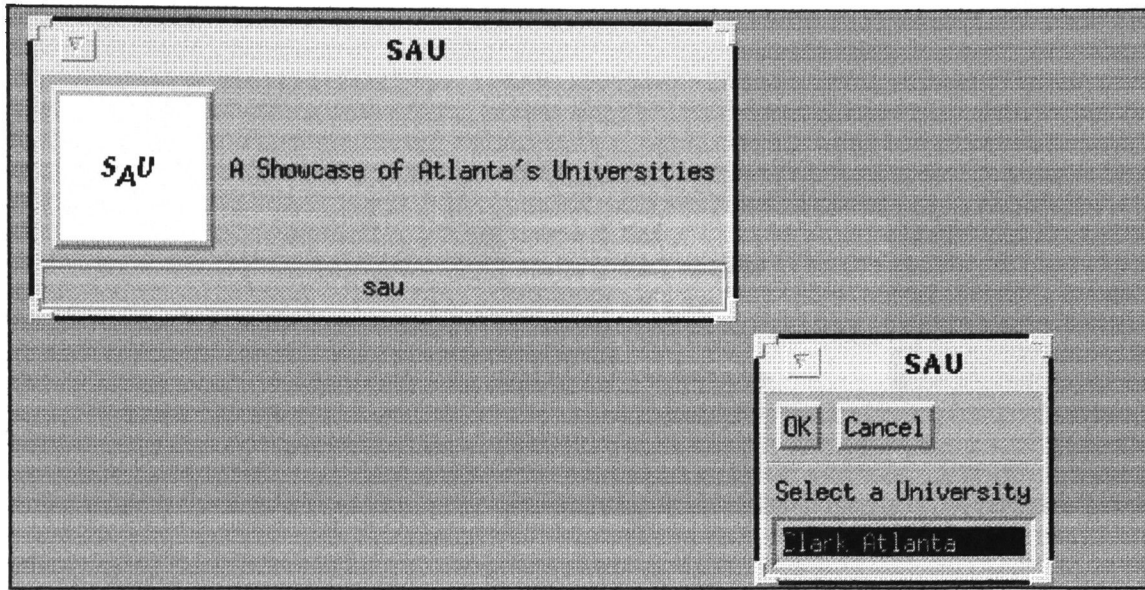 SAU
SAU
A Showcase of Atlanta's Universities
sau
SAU
OK Cancel
Select a University
Clark Atlanta